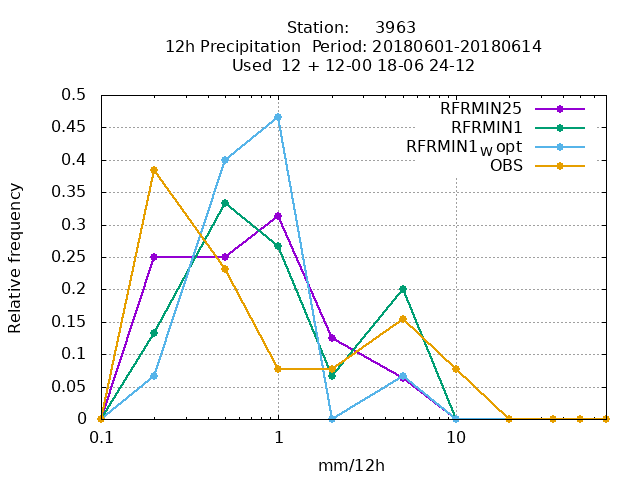 Station:     3963
12h Precipitation  Period: 20180601-20180614
Used  12 + 12-00 18-06 24-12
RFRMIN25
RFRMIN1
RFRMIN1Wopt
OBS
0.5
0.45
0.4
0.35
0.3
0.25
0.2
0.15
0.1
0.05
0
Relative frequency
0.1 1 10
mm/12h